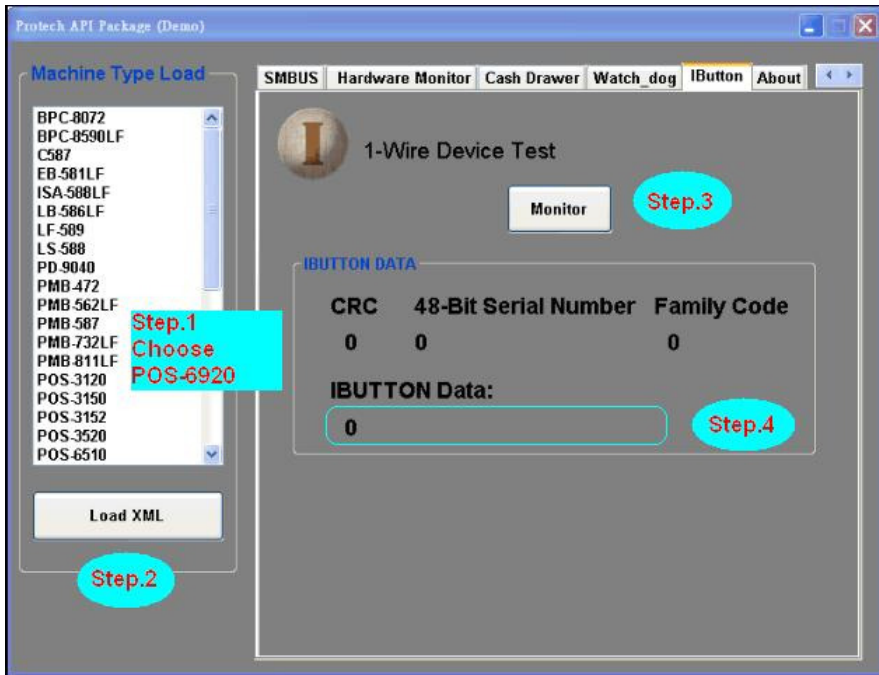 Protech API Package (Demo)
Machine Type Load
BPC-8072
BPC-8590LF
C587
EB-581LF
ISA-588LF
LB-586LF
LF-589
LS-588
PD-9040
PMB-472
PMB-562LF
PMB-587
PMB-732LF
PMB-811LF
POS-3120
POS-3150
POS-3152
POS-3520
POS-6510
Step.1
Choose
POS-6920
Load XML
Step.2
SMBUS Hardware Monitor Cash Drawer Watch_dog IButton About
I
1-Wire Device Test
Monitor
Step.3
IBUTTON DATA
CRC 48-Bit Serial Number Family Code
0 0 0
IBUTTON Data:
0
Step.4